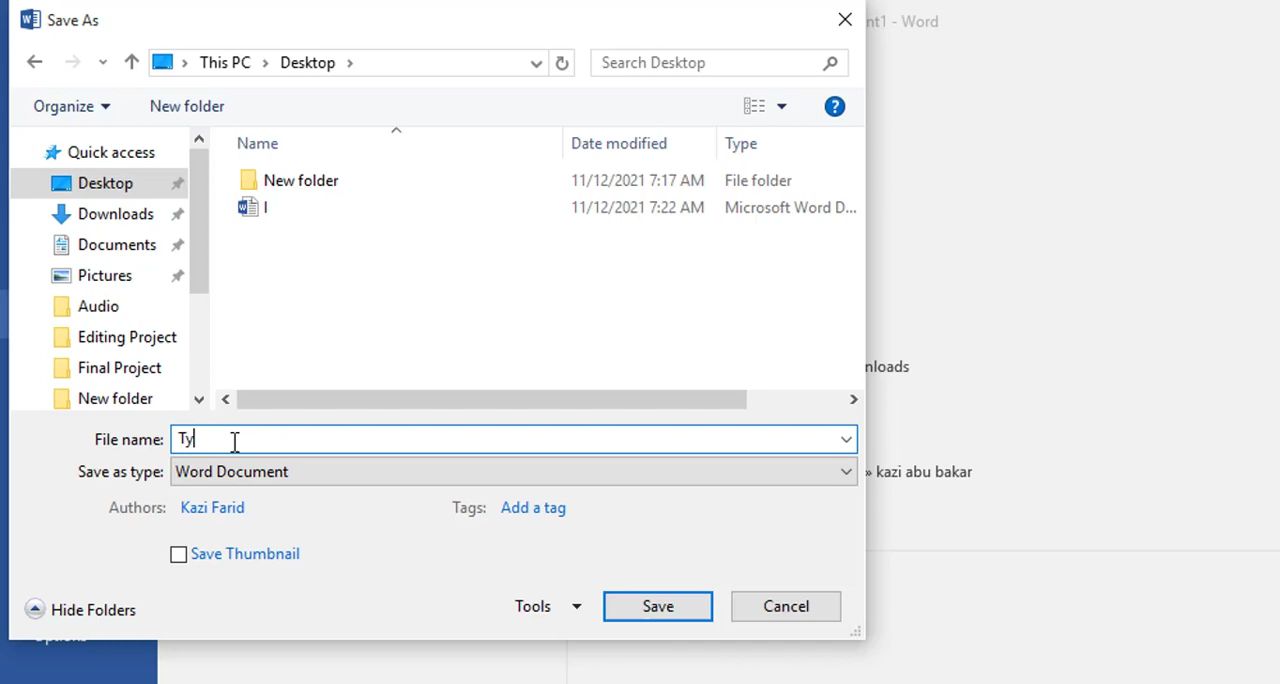 Save As
nt1 - Word
This PC > Desktop >
Search Desktop
Organize
New folder
?
Name
Date modified
Type
Quick access
Desktop
Downloads
Documents
Pictures
Audio
Editing Project
Final Project
New folder
New folder 11/12/2021 7:17 AM File folder
I 11/12/2021 7:22 AM Microsoft Word D...
nloads
File name: Ty
Save as type: Word Document
» kazi abu bakar
Authors: Kazi Farid
Tags: Add a tag
Save Thumbnail
Hide Folders
Tools
Save
Cancel
Options